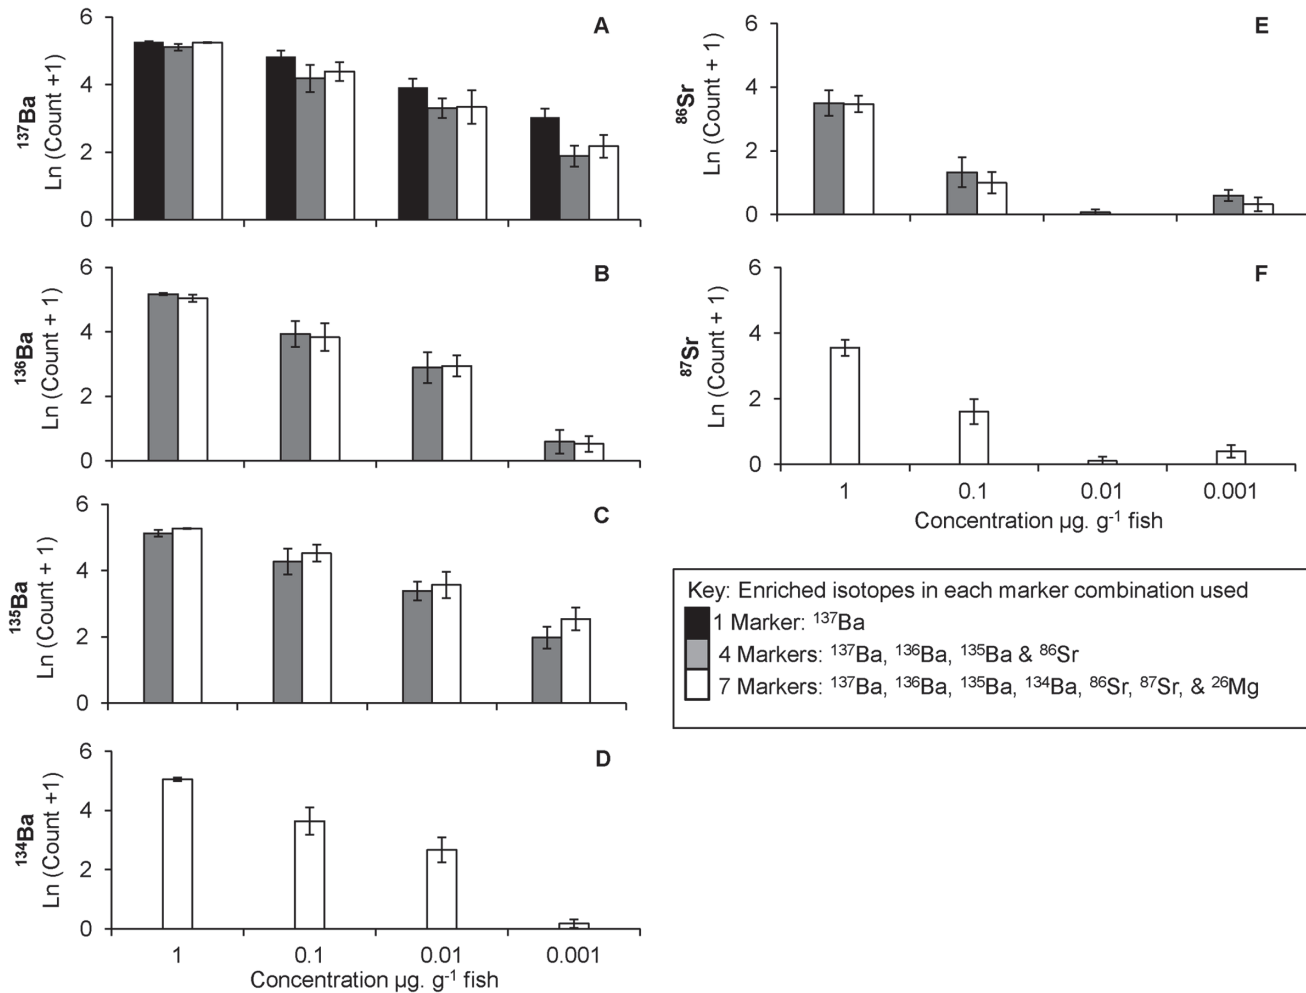 A
¹³⁷Ba
Ln (Count +1)
6
4
2
0
B
¹³⁶Ba
Ln (Count + 1)
6
4
2
0
C
¹³⁵Ba
Ln (Count + 1)
6
4
2
0
D
¹³⁴Ba
Ln (Count +1)
6
4
2
0
1 0.1 0.01 0.001
Concentration µg. g⁻¹ fish
E
⁸⁶Sr
Ln (Count + 1)
6
4
2
0
F
⁸⁷Sr
Ln (Count + 1)
6
4
2
0
1 0.1 0.01 0.001
Concentration µg. g⁻¹ fish
Key: Enriched isotopes in each marker combination used
1 Marker: ¹³⁷Ba
4 Markers: ¹³⁷Ba, ¹³⁶Ba, ¹³⁵Ba & ⁸⁶Sr
7 Markers: ¹³⁷Ba, ¹³⁶Ba, ¹³⁵Ba, ¹³⁴Ba, ⁸⁶Sr, ⁸⁷Sr, & ²⁶Mg